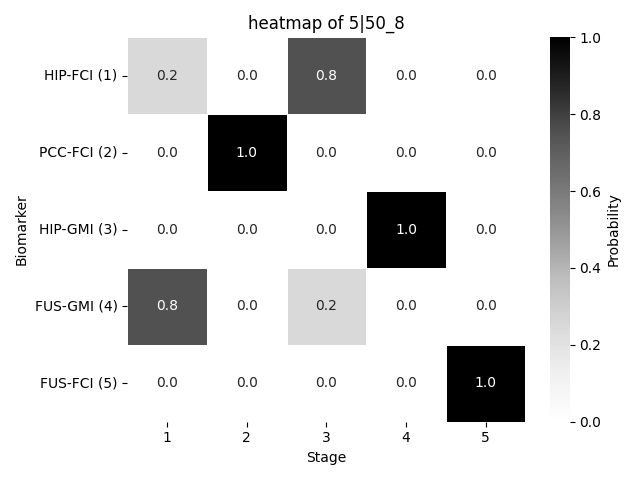 heatmap of 5|50_8
Biomarker
HIP-FCI (1) 0.2 0.0 0.8 0.0 0.0
PCC-FCI (2) 0.0 1.0 0.0 0.0 0.0
HIP-GMI (3) 0.0 0.0 0.0 1.0 0.0
FUS-GMI (4) 0.8 0.0 0.2 0.0 0.0
FUS-FCI (5) 0.0 0.0 0.0 0.0 1.0
1 2 3 4 5
Stage
1.0
0.8
0.6
0.4
0.2
0.0
Probability